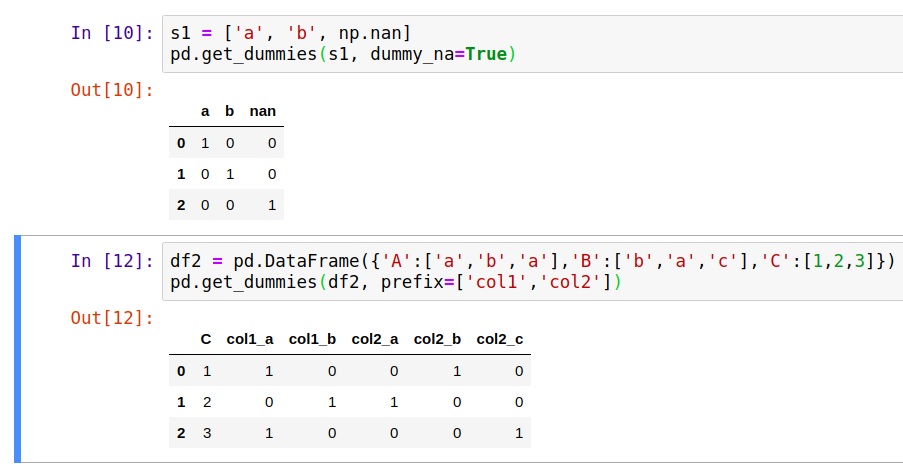 In [10]: s1 = ['a', 'b', np.nan]
pd.get_dummies(s1, dummy_na=True)
Out[10]:
a b nan
0 1 0 0
1 0 1 0
2 0 0 1
In [12]: df2 = pd.DataFrame({'A':['a','b','a'],'B':['b','a','c'],'C':[1,2,3]})
pd.get_dummies(df2, prefix=['col1','col2'])
Out[12]:
C col1_a col1_b col2_a col2_b col2_c
0 1 1 0 0 1 0
1 2 0 1 1 0 0
2 3 1 0 0 0 1